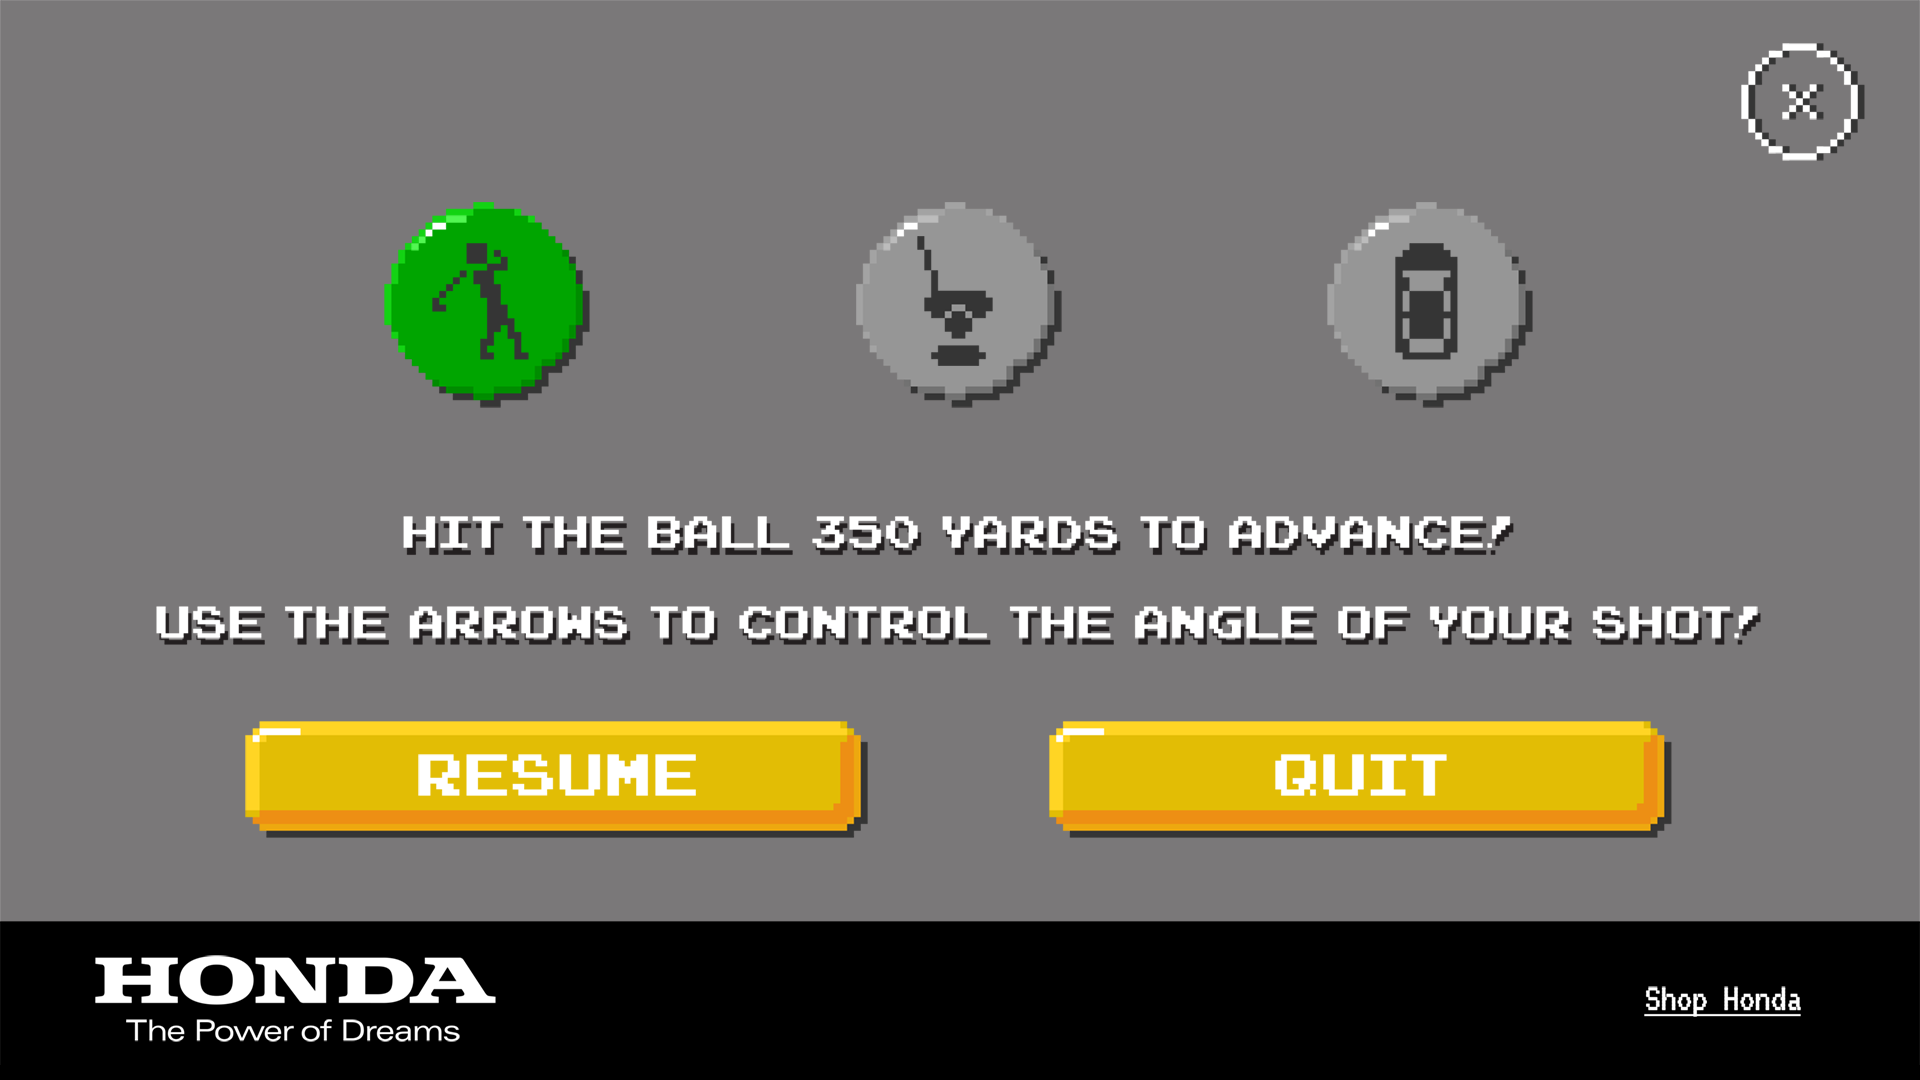 HIT THE BALL 350 YARDS TO ADVANCE!
USE THE ARROWS TO CONTROL THE ANGLE OF YOUR SHOT!
RESUME
QUIT
HONDA
The Power of Dreams
Shop Honda